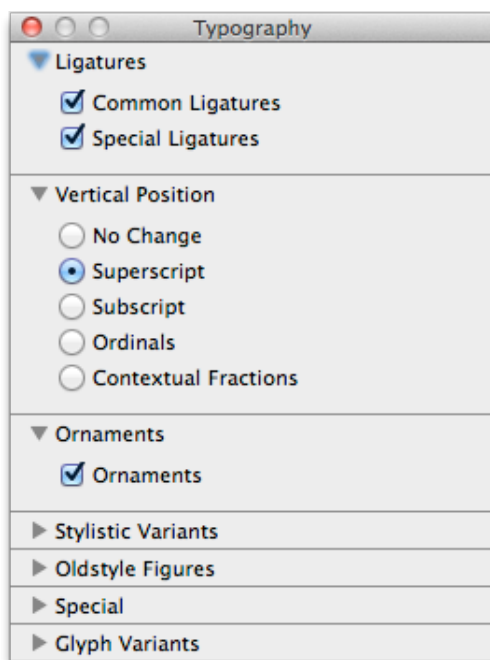 Typography
Ligatures
Common Ligatures
Special Ligatures
Vertical Position
No Change
Superscript
Subscript
Ordinals
Contextual Fractions
Ornaments
Ornaments
Stylistic Variants
Oldstyle Figures
Special
Glyph Variants